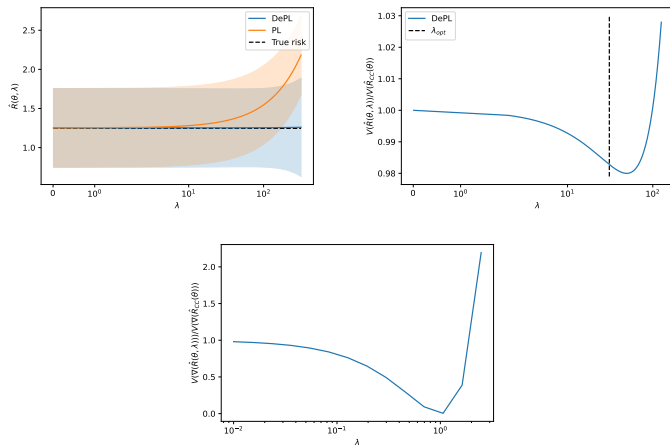 DePL
PL
True risk
R̂(θ, λ)
2.5
2.0
1.5
1.0
0
10⁰
10¹
10²
λ
DePL
λ_opt
V(R̂(θ, λ))/V(R̂_CC(θ))
1.03
1.02
1.01
1.00
0.99
0.98
0
10⁰
10¹
10²
λ
V(∇(R̂(θ, λ)))/V(∇(R̂_CC(θ)))
2.0
1.5
1.0
0.5
0.0
10⁻²
10⁻¹
10⁰
λ